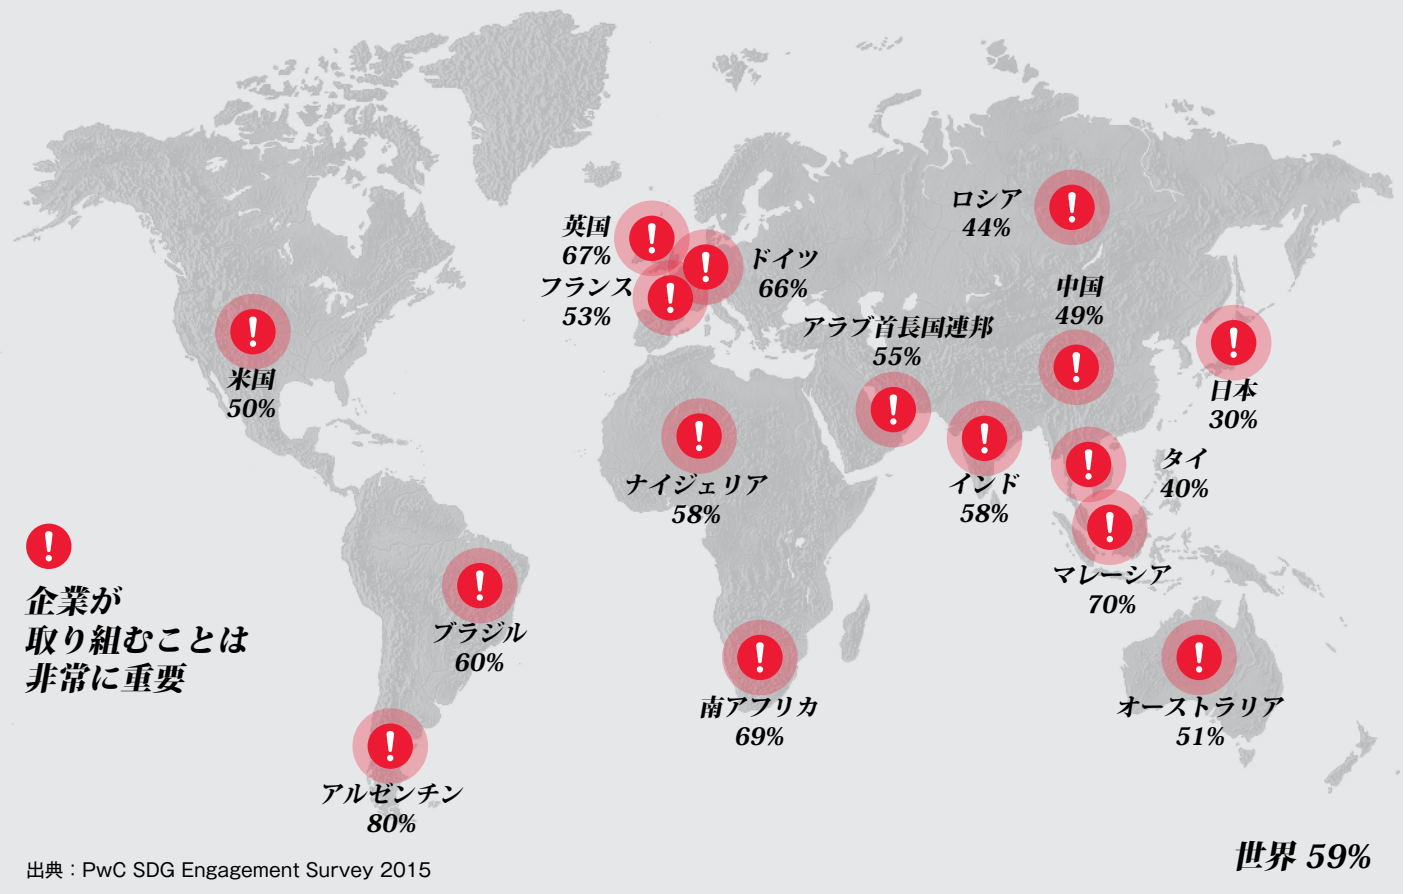 ロシア
44%
英国
67%
ドイツ
66%
フランス
53%
中国
49%
アラブ首長国連邦
55%
米国
50%
日本
30%
タイ
40%
ナイジェリア
58%
インド
58%
マレーシア
70%
企業が
取り組むことは
非常に重要
ブラジル
60%
南アフリカ
69%
オーストラリア
51%
アルゼンチン
80%
世界 59%
出典：PwC SDG Engagement Survey 2015